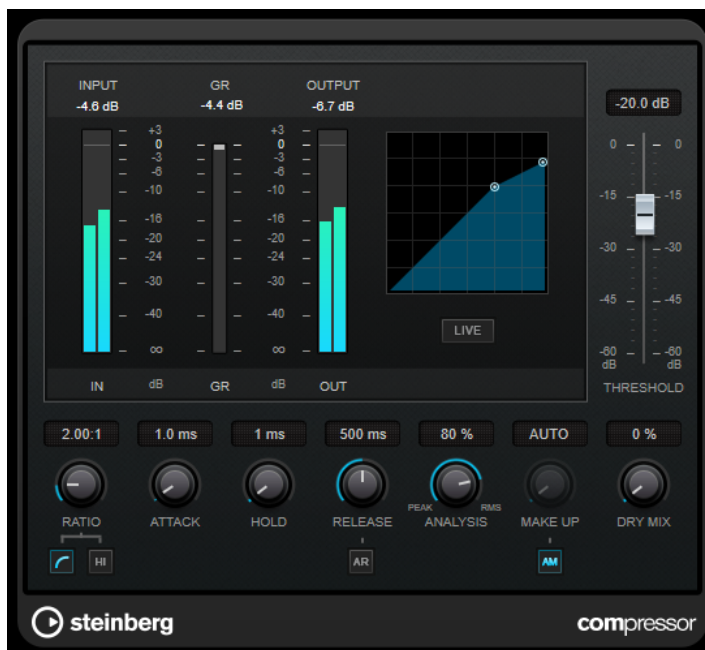 INPUT GR OUTPUT
-4.6 dB -4.4 dB -6.7 dB
-20.0 dB
+3 +3
0 0
-3 -3
-6 -6
-10 -10
-16 -16
-20 -20
-24 -24
-30 -30
-40 -40
∞ ∞
0 0
-15 -15
-30 -30
-45 -45
-60 -60
dB dB
LIVE
IN dB GR dB OUT
THRESHOLD
2.00:1 1.0 ms 1 ms 500 ms 80 % AUTO 0 %
PEAK RMS
RATIO ATTACK HOLD RELEASE ANALYSIS MAKE UP DRY MIX
HI AR AM
steinberg compressor